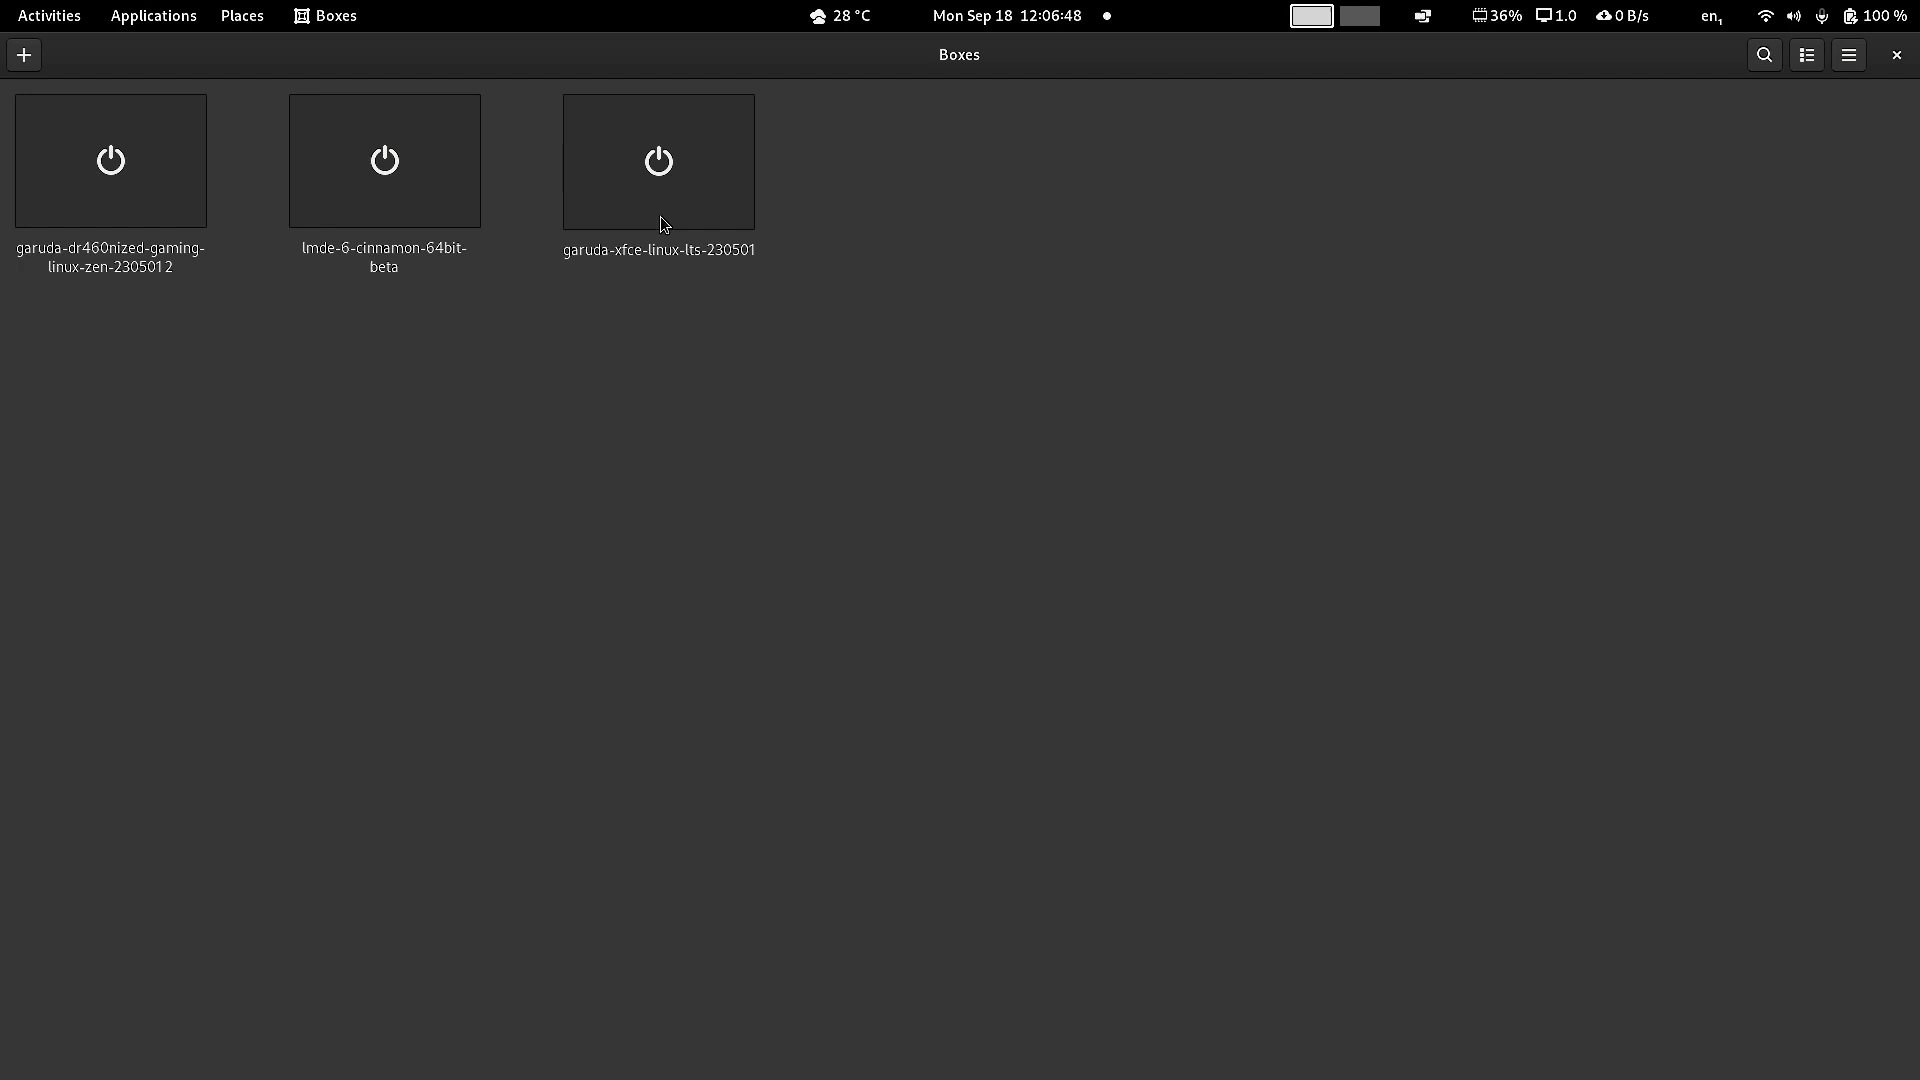 Activities Applications Places Boxes 28 °C Mon Sep 18 12:06:48 36% 1.0 0 B/s en₁ 100 %
Boxes
garuda-dr460nized-gaming-
linux-zen-2305012
lmde-6-cinnamon-64bit-
beta
garuda-xfce-linux-lts-230501